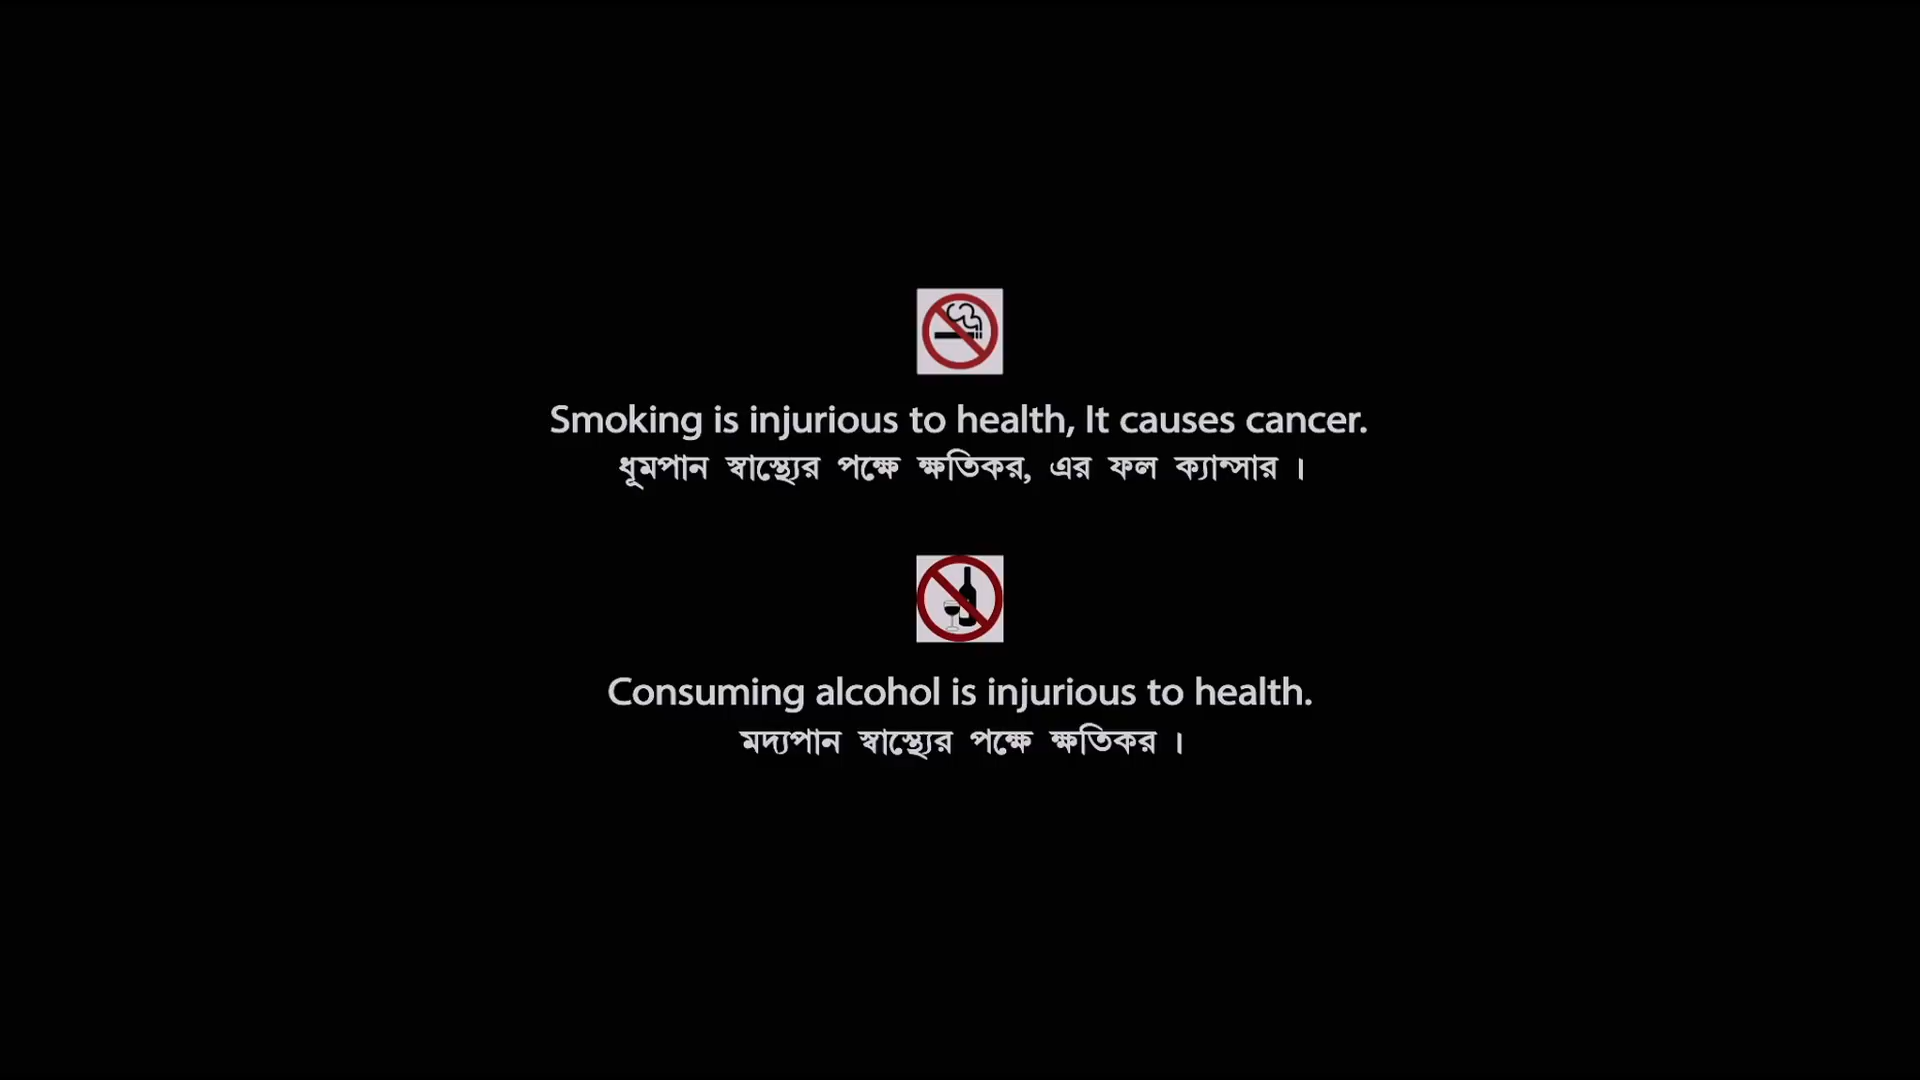 Smoking is injurious to health, It causes cancer.
ধূমপান স্বাস্থ্যের পক্ষে ক্ষতিকর, এর ফল ক্যান্সার ।
Consuming alcohol is injurious to health.
মদ্যপান স্বাস্থ্যের পক্ষে ক্ষতিকর ।